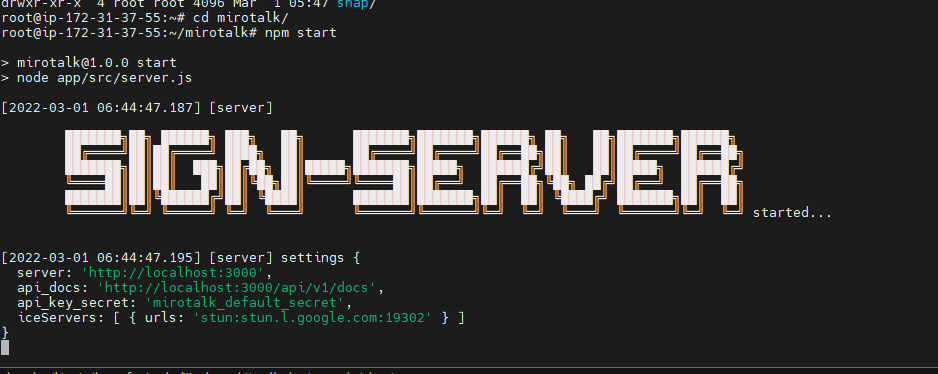 drwxr-xr-x  4 root root 4096 Mar  1 05:47 snap/
root@ip-172-31-37-55:~# cd mirotalk/
root@ip-172-31-37-55:~/mirotalk# npm start
> mirotalk@1.0.0 start
> node app/src/server.js
[2022-03-01 06:44:47.187] [server]
SIGN-SERVER
started...
[2022-03-01 06:44:47.195] [server] settings {
  server: 'http://localhost:3000',
  api_docs: 'http://localhost:3000/api/v1/docs',
  api_key_secret: 'mirotalk_default_secret',
  iceServers: [ { urls: 'stun:stun.l.google.com:19302' } ]
}